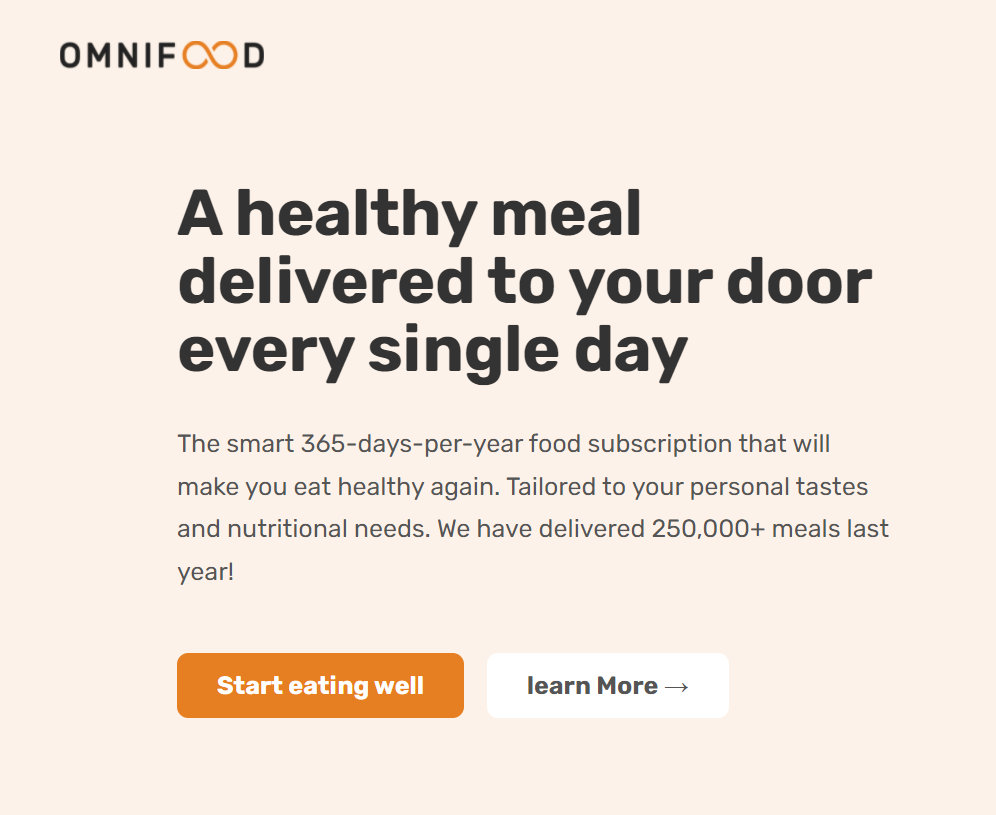 OMNIFOOD
A healthy meal
delivered to your door
every single day
The smart 365-days-per-year food subscription that will
make you eat healthy again. Tailored to your personal tastes
and nutritional needs. We have delivered 250,000+ meals last
year!
Start eating well
learn More →